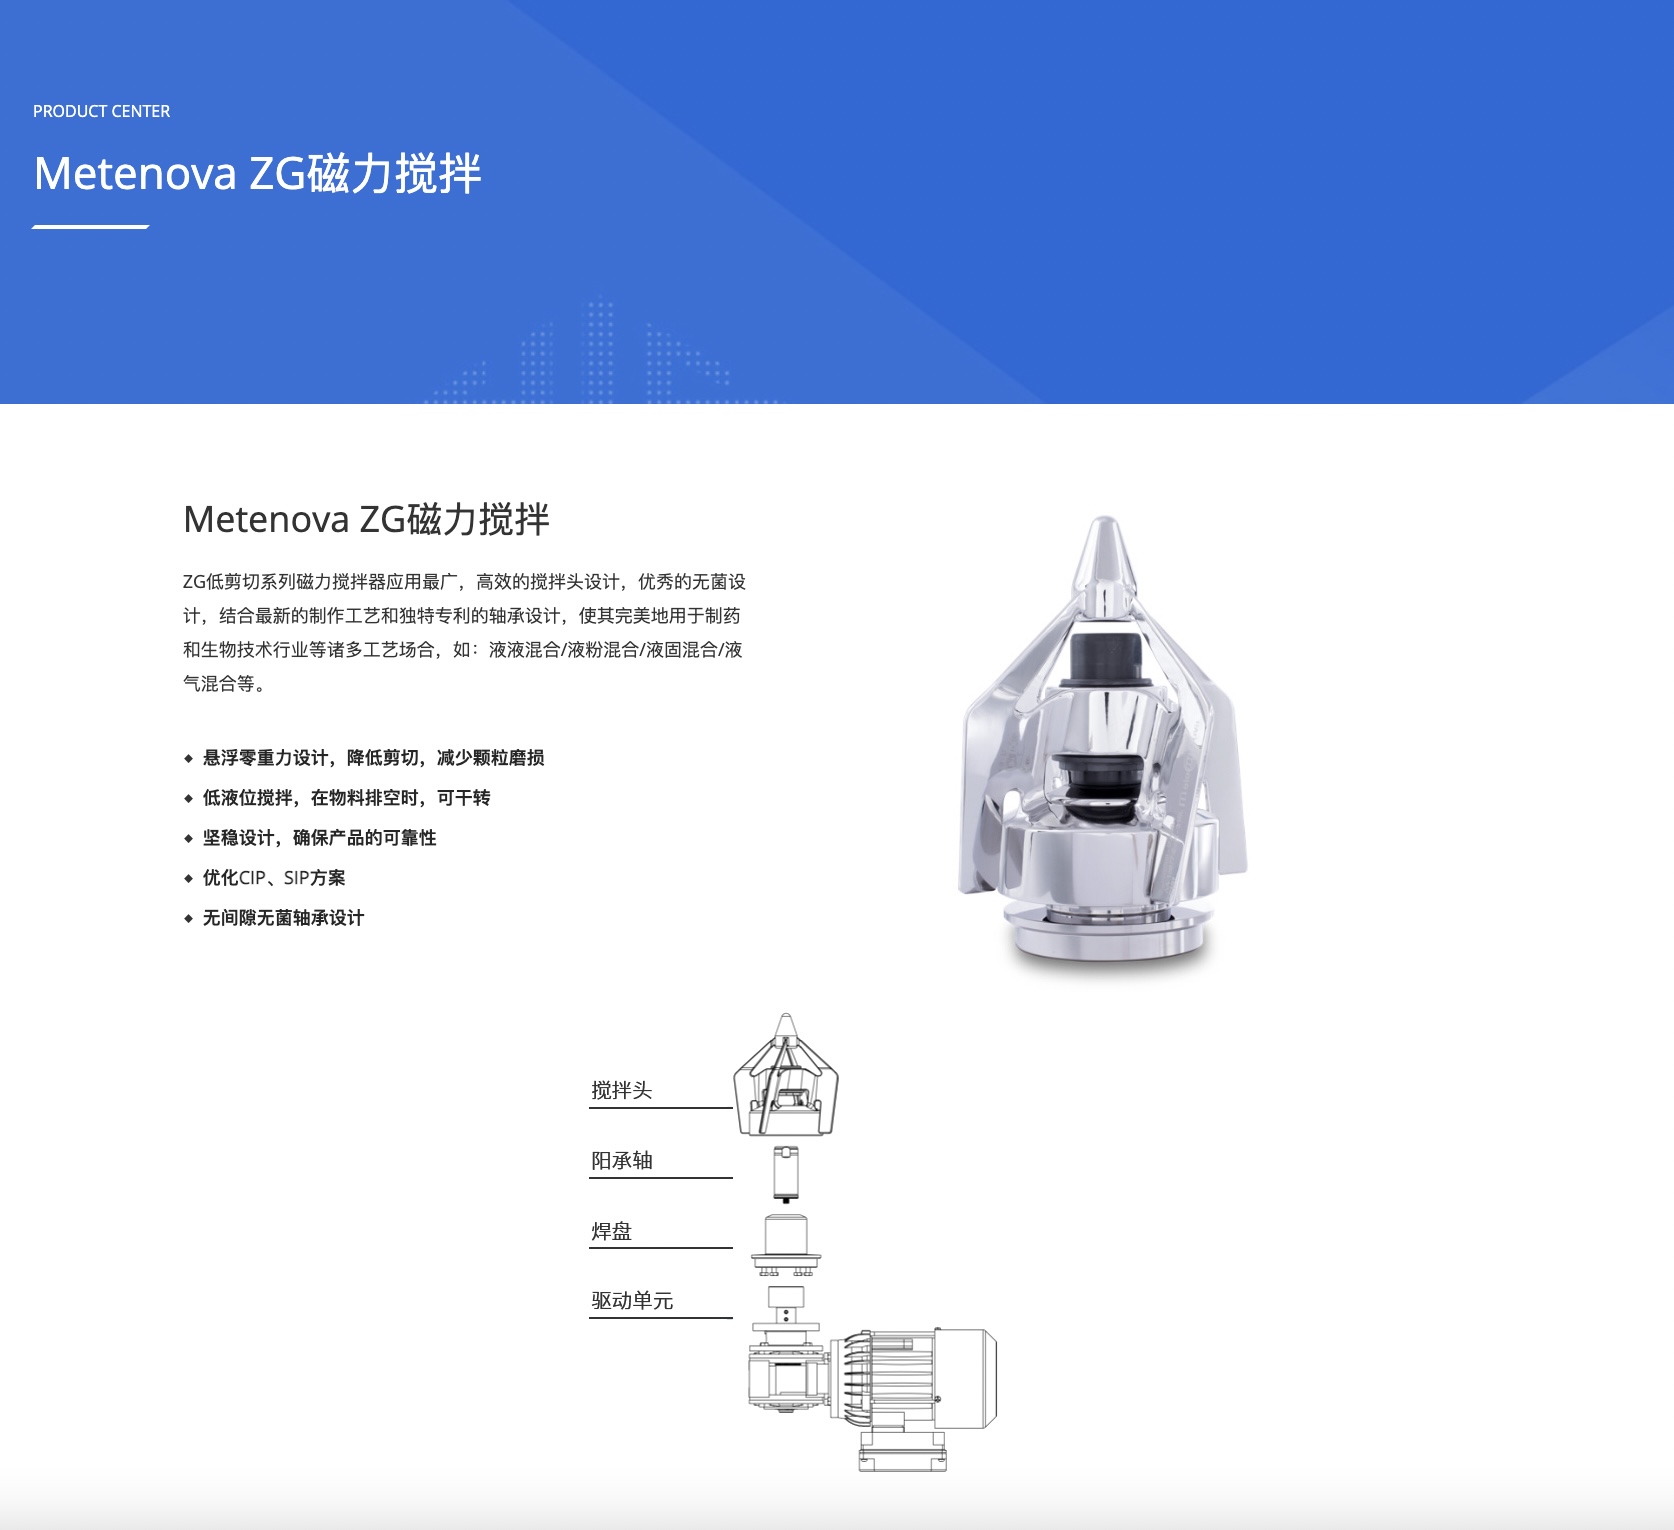 PRODUCT CENTER
Metenova ZG磁力搅拌
Metenova ZG磁力搅拌
ZG低剪切系列磁力搅拌器应用最广，高效的搅拌头设计，优秀的无菌设
计，结合最新的制作工艺和独特专利的轴承设计，使其完美地用于制药
和生物技术行业等诸多工艺场合，如：液液混合/液粉混合/液固混合/液
气混合等。
悬浮零重力设计，降低剪切，减少颗粒磨损
低液位搅拌，在物料排空时，可干转
坚稳设计，确保产品的可靠性
优化CIP、SIP方案
无间隙无菌轴承设计
搅拌头
阳承轴
焊盘
驱动单元